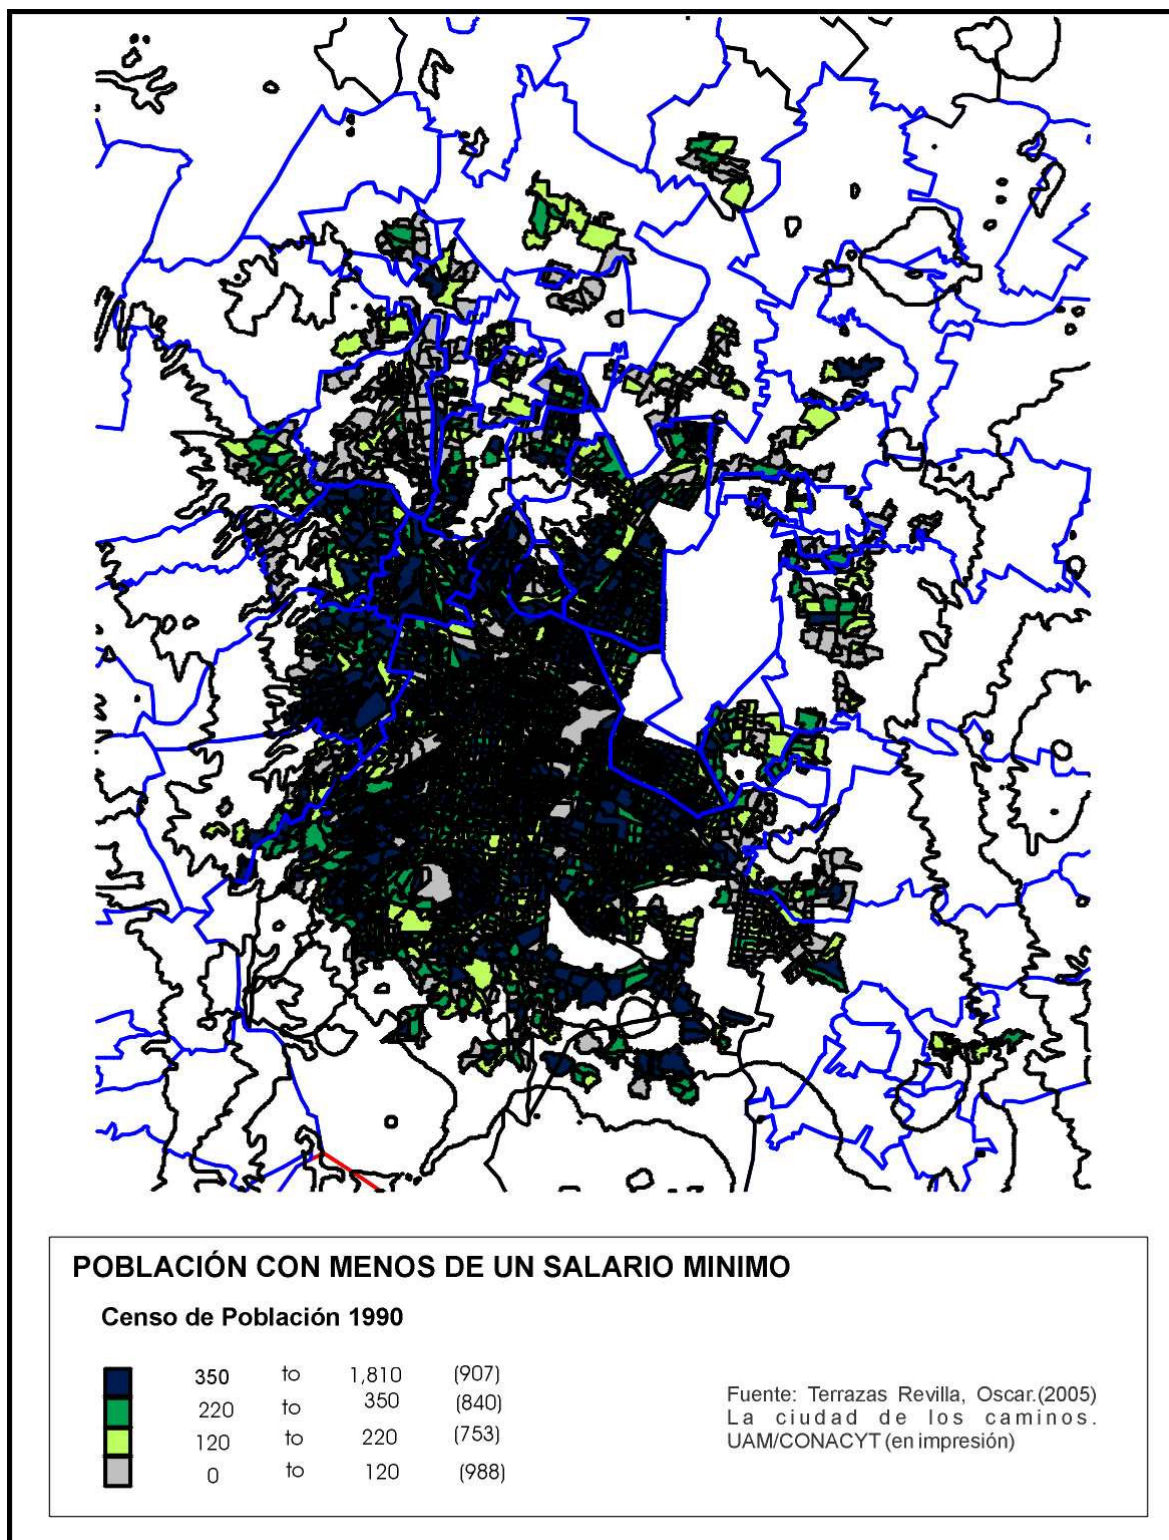 POBLACIÓN CON MENOS DE UN SALARIO MINIMO
Censo de Población 1990
350 to 1,810 (907)
220 to 350 (840)
120 to 220 (753)
0 to 120 (988)
Fuente: Terrazas Revilla, Oscar.(2005)
La ciudad de los caminos.
UAM/CONACYT (en impresión)